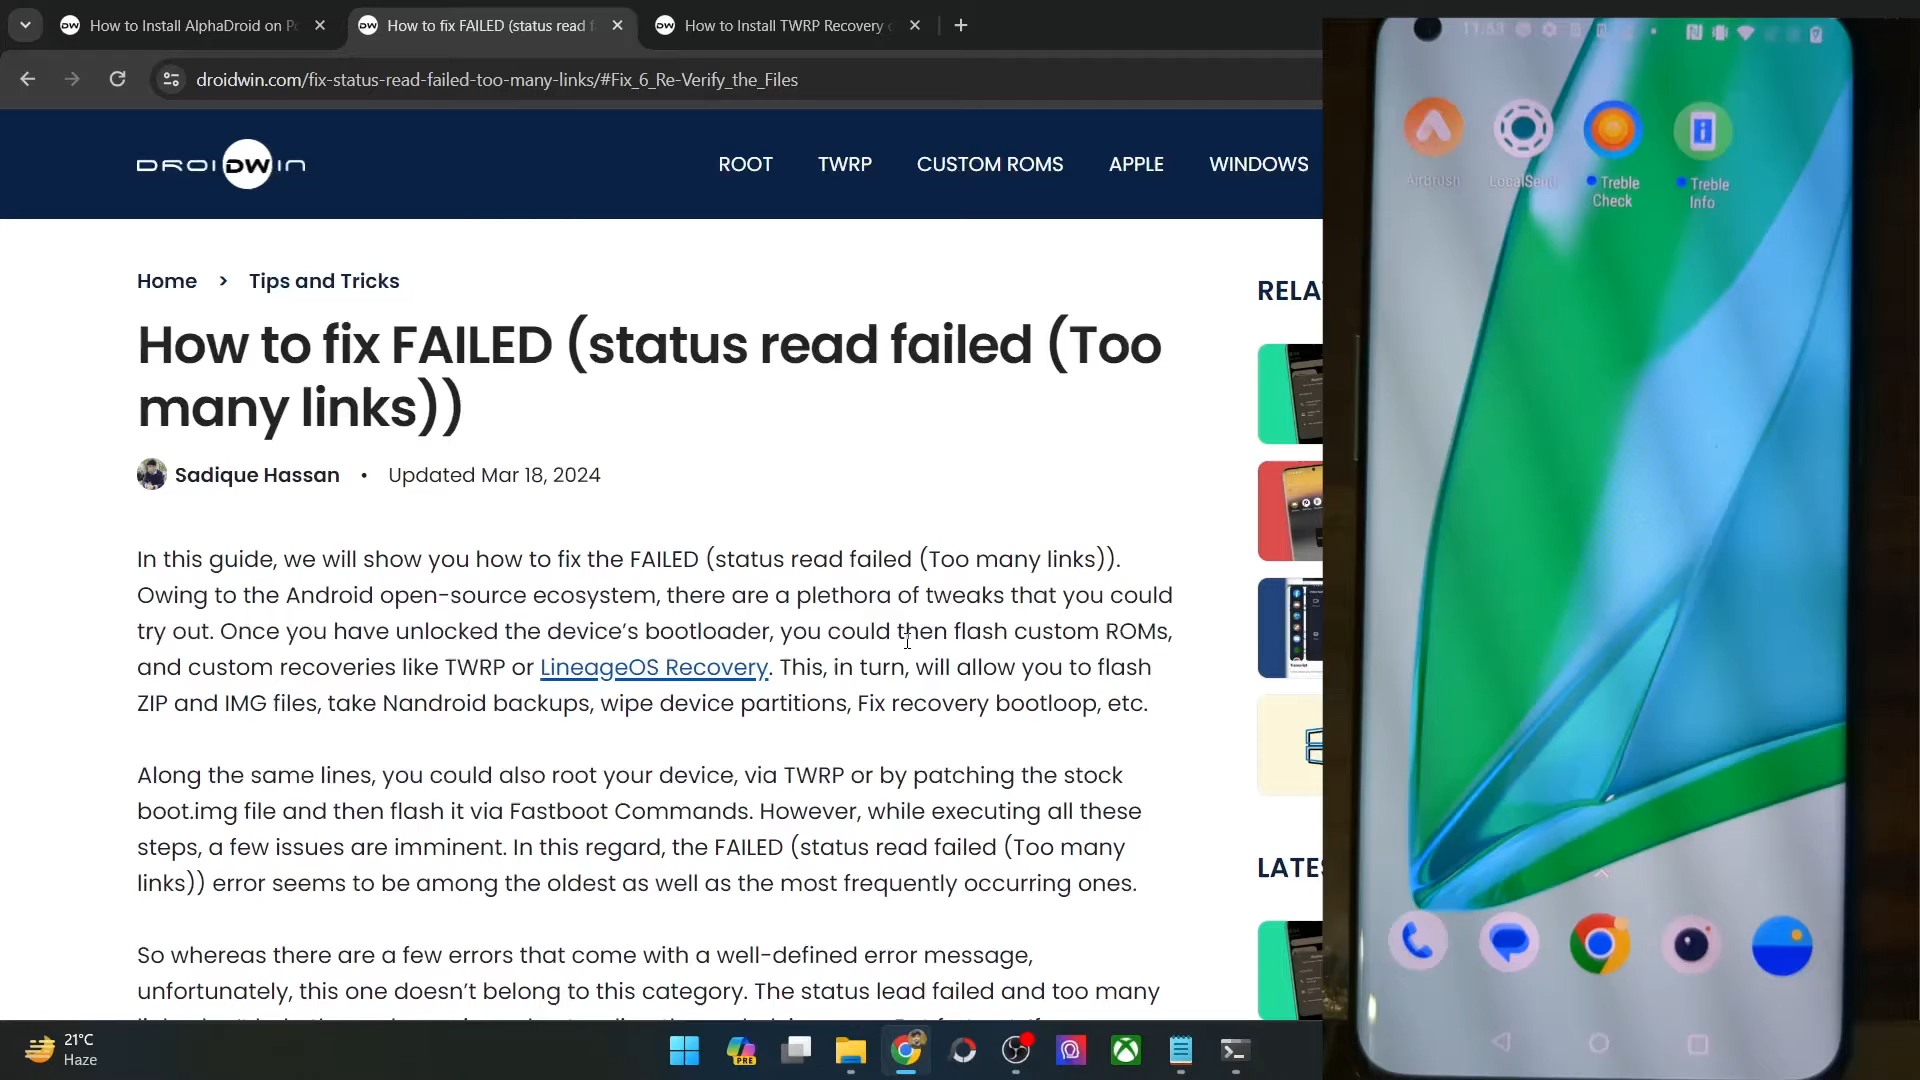 How to Install AlphaDroid on Po
How to fix FAILED (status read f
How to Install TWRP Recovery o
droidwin.com/fix-status-read-failed-too-many-links/#Fix_6_Re-Verify_the_Files
11.53
DROIDWIN
ROOT
TWRP
CUSTOM ROMS
APPLE
WINDOWS
AirBrush
LocalSend
Treble
Check
Treble
Info
Home > Tips and Tricks
RELA
How to fix FAILED (status read failed (Too
many links))
Sadique Hassan • Updated Mar 18, 2024
In this guide, we will show you how to fix the FAILED (status read failed (Too many links)).
Owing to the Android open-source ecosystem, there are a plethora of tweaks that you could
try out. Once you have unlocked the device’s bootloader, you could then flash custom ROMs,
and custom recoveries like TWRP or LineageOS Recovery. This, in turn, will allow you to flash
ZIP and IMG files, take Nandroid backups, wipe device partitions, Fix recovery bootloop, etc.
Along the same lines, you could also root your device, via TWRP or by patching the stock
boot.img file and then flash it via Fastboot Commands. However, while executing all these
steps, a few issues are imminent. In this regard, the FAILED (status read failed (Too many
links)) error seems to be among the oldest as well as the most frequently occurring ones.
LATES
So whereas there are a few errors that come with a well-defined error message,
unfortunately, this one doesn’t belong to this category. The status lead failed and too many
21°C
Haze
PRE